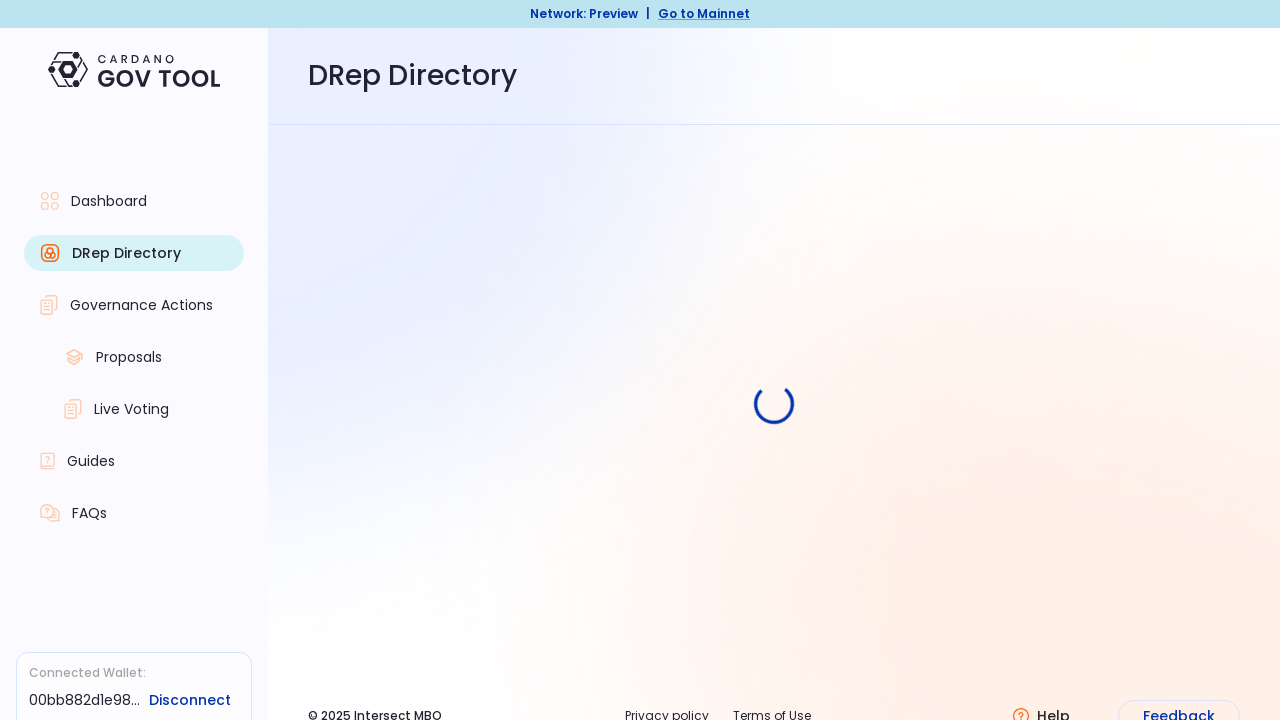 Network: Preview | Go to Mainnet
CARDANO
GOV TOOL
DRep Directory
Dashboard
DRep Directory
Governance Actions
Proposals
Live Voting
Guides
FAQs
Connected Wallet:
00bb882d1e98... Disconnect
© 2025 Intersect MBO
Privacy policy
Terms of Use
Help
Feedback